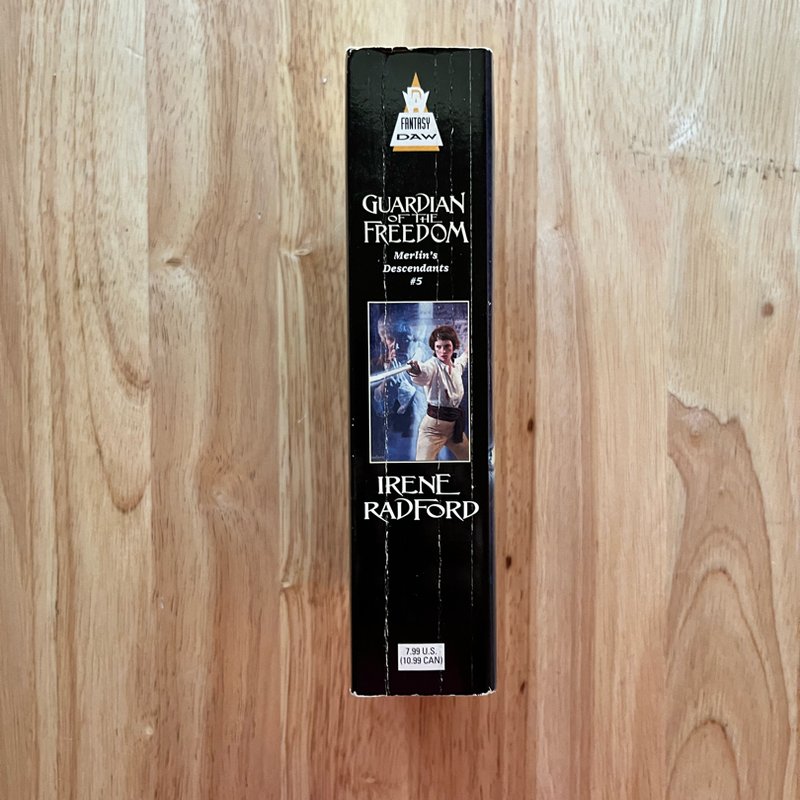 FANTASY
DAW
GUARDIAN
OF THE
FREEDOM
Merlin's
Descendants
#5
IRENE
RADFORD
7.99 U.S.
(10.99 CAN)